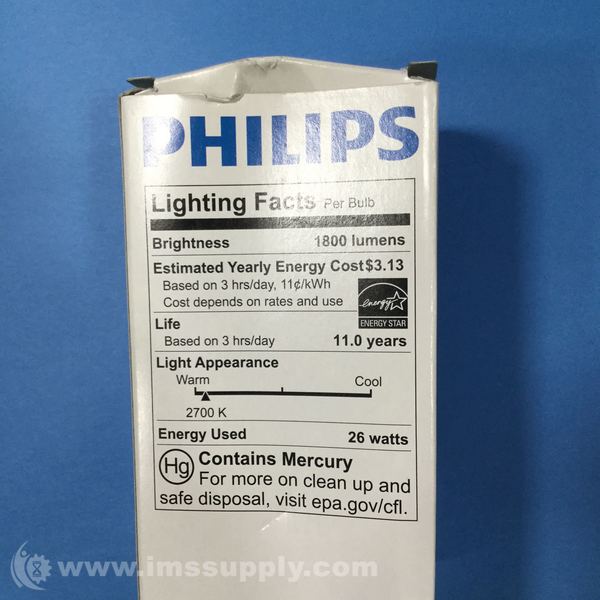 PHILIPS
Lighting Facts Per Bulb
Brightness 1800 lumens
Estimated Yearly Energy Cost $3.13
Based on 3 hrs/day, 11¢/kWh
Cost depends on rates and use
energy
ENERGY STAR
Life
Based on 3 hrs/day 11.0 years
Light Appearance
Warm Cool
2700 K
Energy Used 26 watts
Hg Contains Mercury
For more on clean up and
safe disposal, visit epa.gov/cfl.
www.imssupply.com